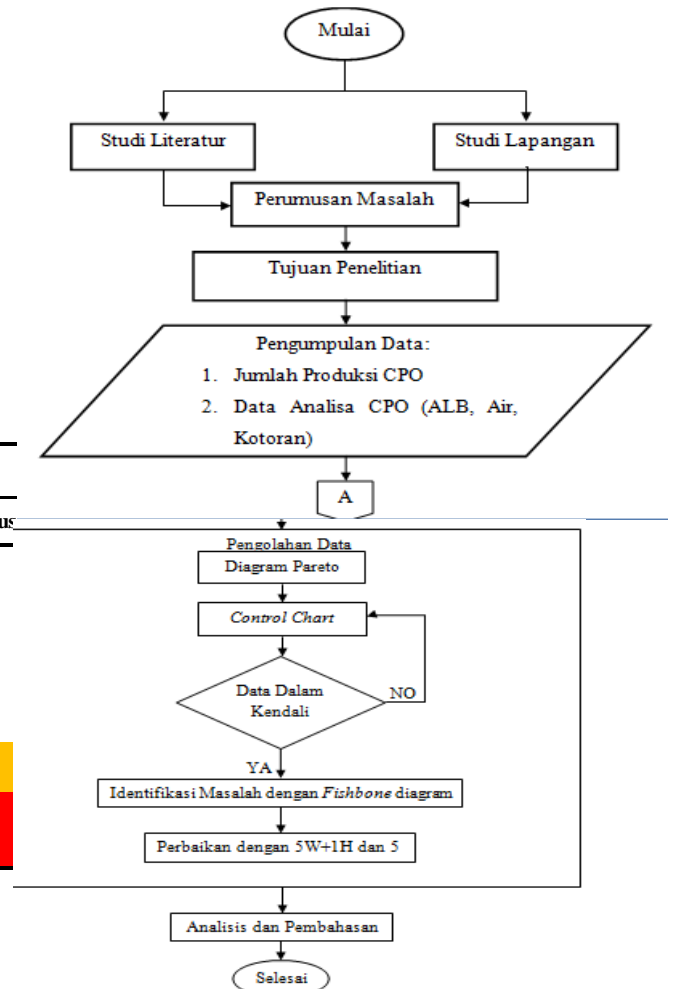 Mulai
Studi Literatur
Studi Lapangan
Perumusan Masalah
Tujuan Penelitian
Pengumpulan Data:
1. Jumlah Produksi CPO
2. Data Analisa CPO (ALB, Air,
Kotoran)
A
us
Pengolahan Data
Diagram Pareto
Control Chart
Data Dalam
Kendali
NO
YA
Identifikasi Masalah dengan Fishbone diagram
Perbaikan dengan 5W+1H dan 5
Analisis dan Pembahasan
Selesai